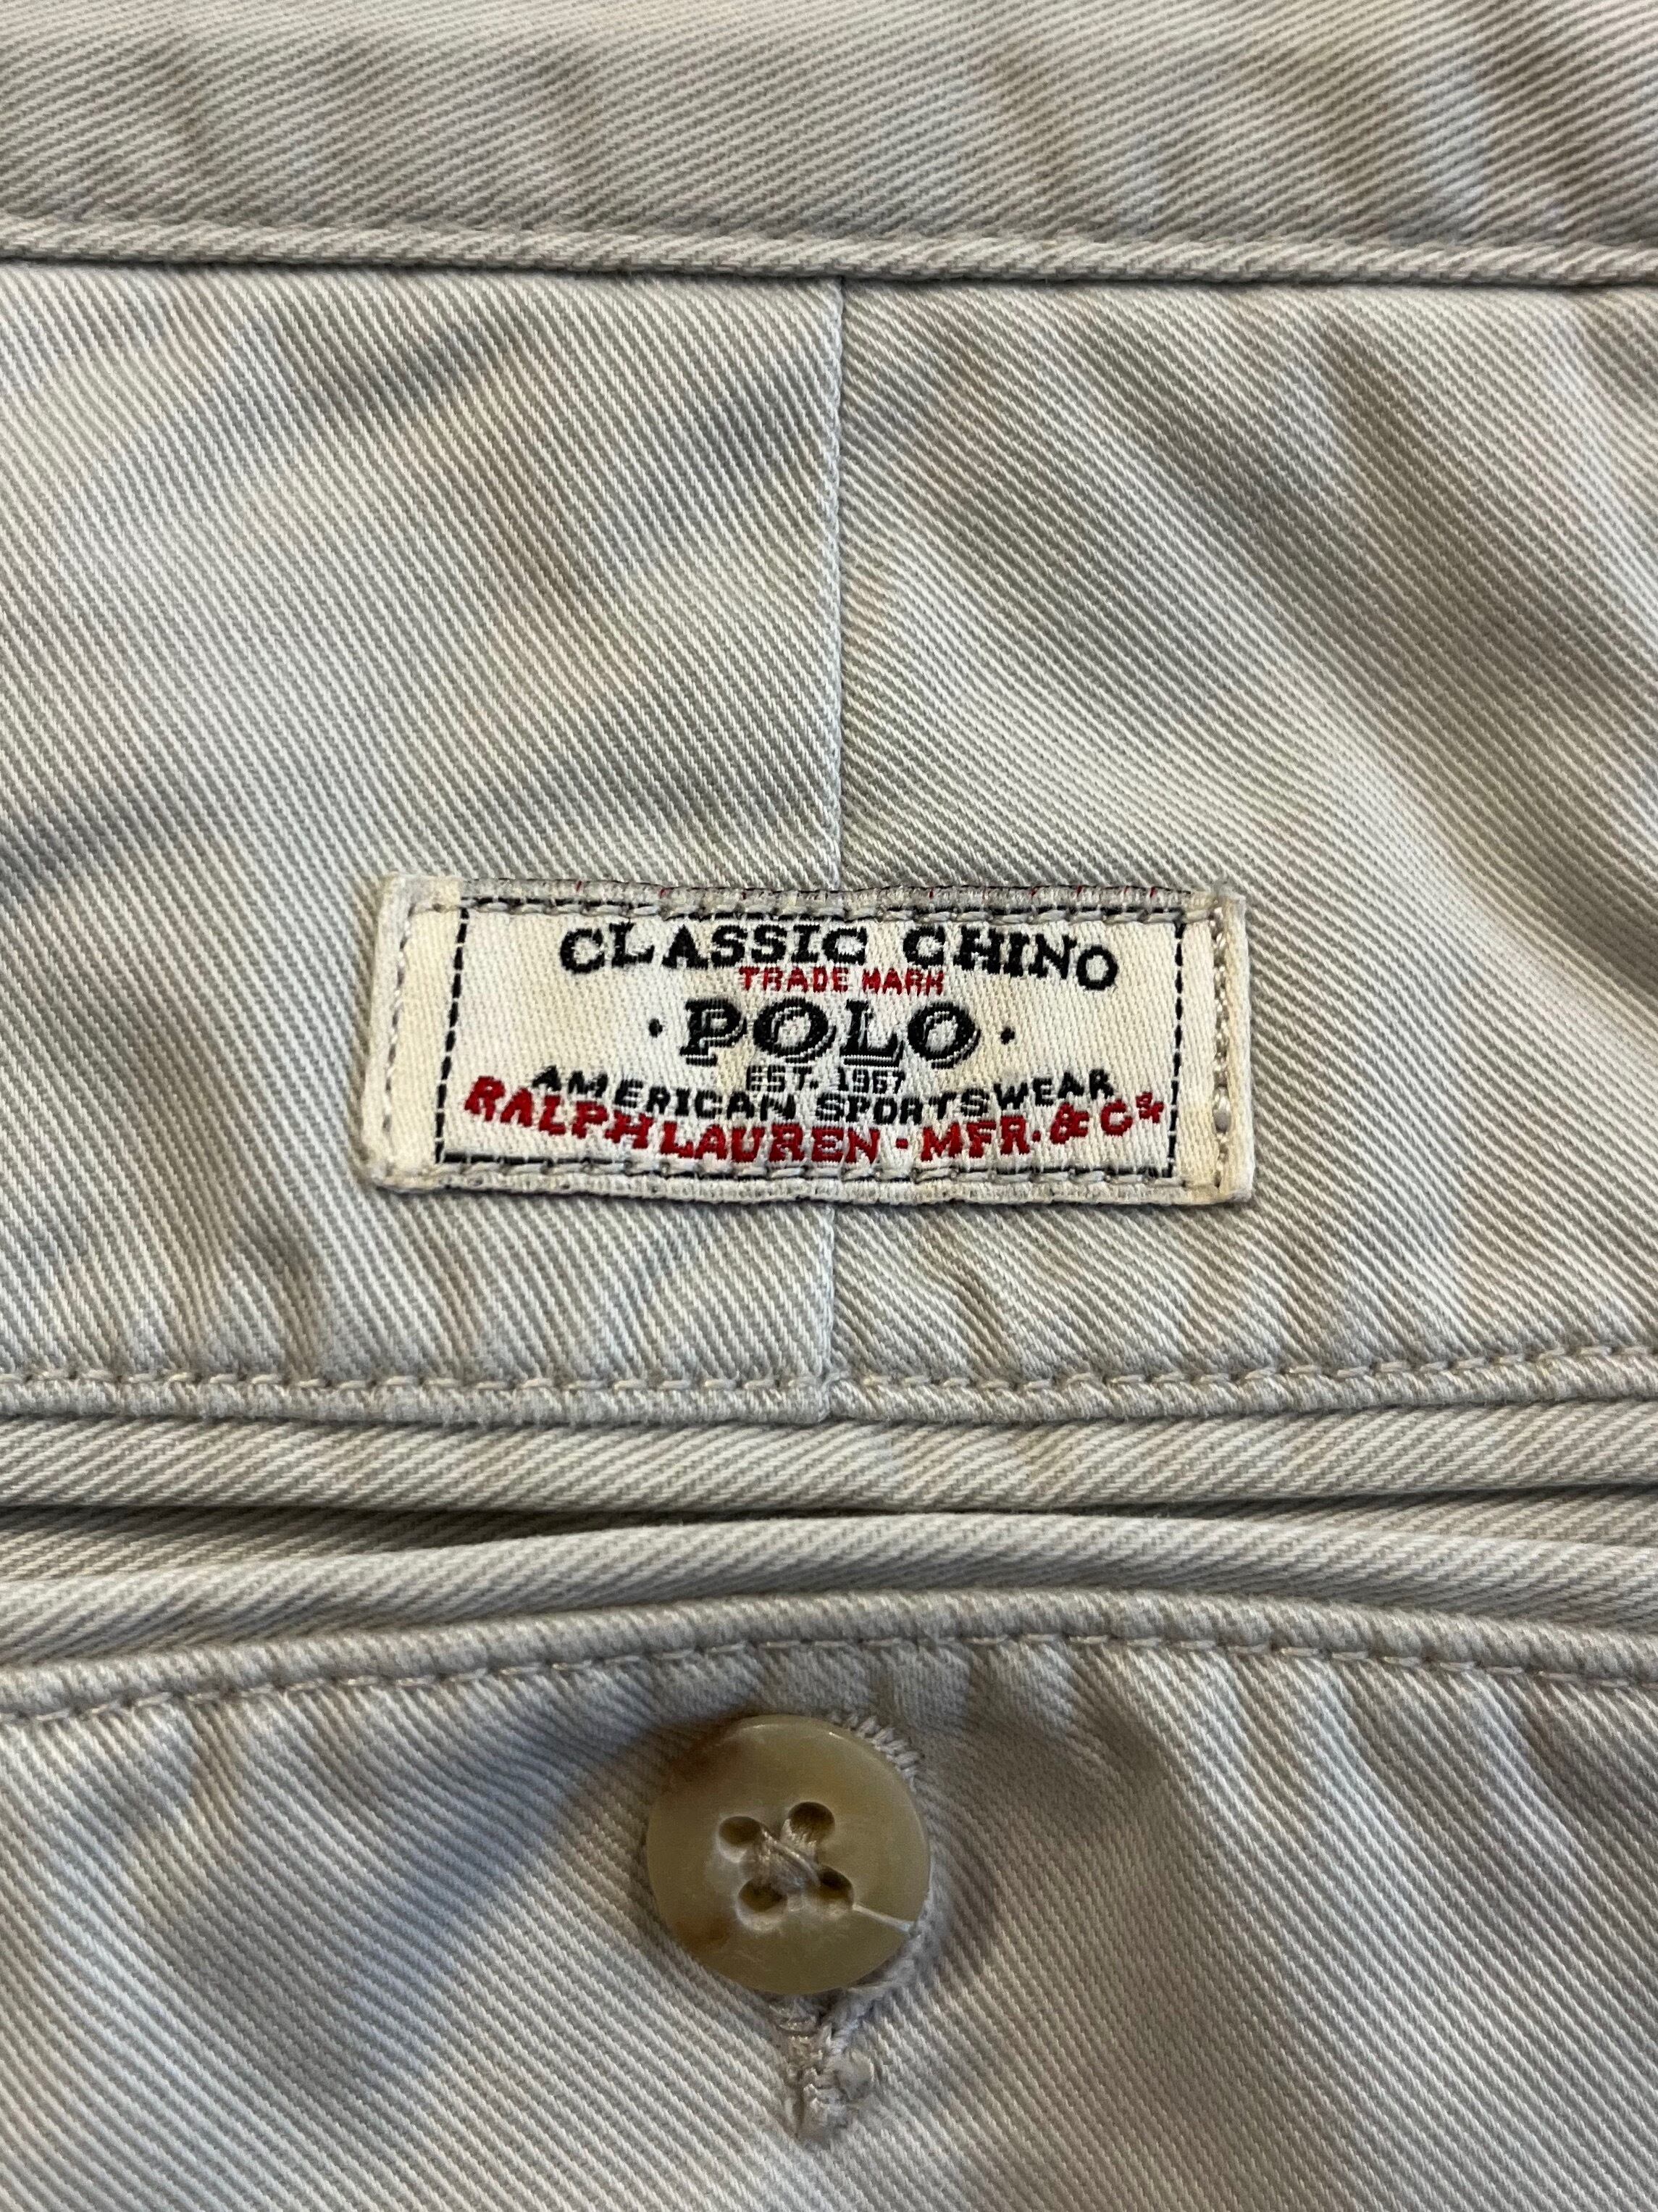 CLASSIC CHINO
TRADE MARK
· POLO ·
EST. 1967
AMERICAN SPORTSWEAR
RALPH LAUREN · MFR. & Cº